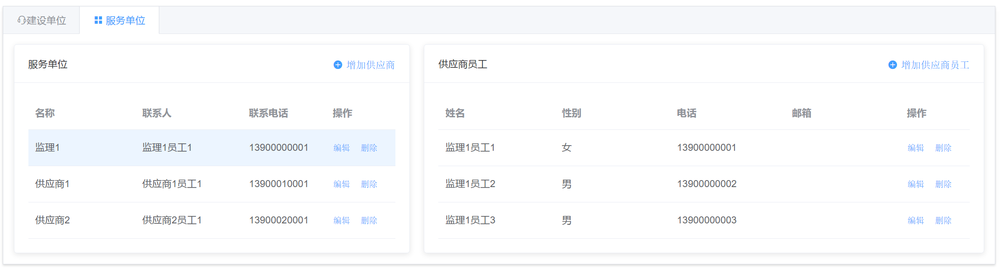 建设单位 服务单位
服务单位 增加供应商
名称 联系人 联系电话 操作
监理1 监理1员工1 13900000001 编辑 删除
供应商1 供应商1员工1 13900010001 编辑 删除
供应商2 供应商2员工1 13900020001 编辑 删除
供应商员工 增加供应商员工
姓名 性别 电话 邮箱 操作
监理1员工1 女 13900000001 编辑 删除
监理1员工2 男 13900000002 编辑 删除
监理1员工3 男 13900000003 编辑 删除